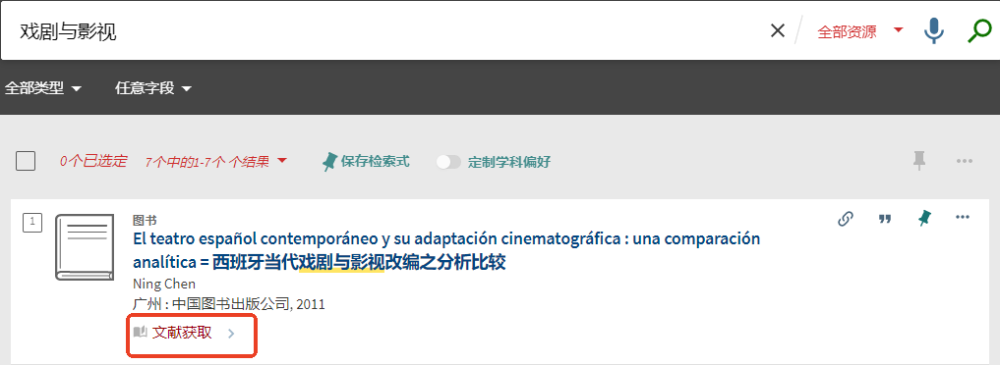 戏剧与影视
全部资源
全部类型
任意字段
0个已选定
7个中的1-7个 个结果
保存检索式
定制学科偏好
1
图书
El teatro español contemporáneo y su adaptación cinematográfica : una comparación
analítica = 西班牙当代戏剧与影视改编之分析比较
Ning Chen
广州 : 中国图书出版公司, 2011
文献获取